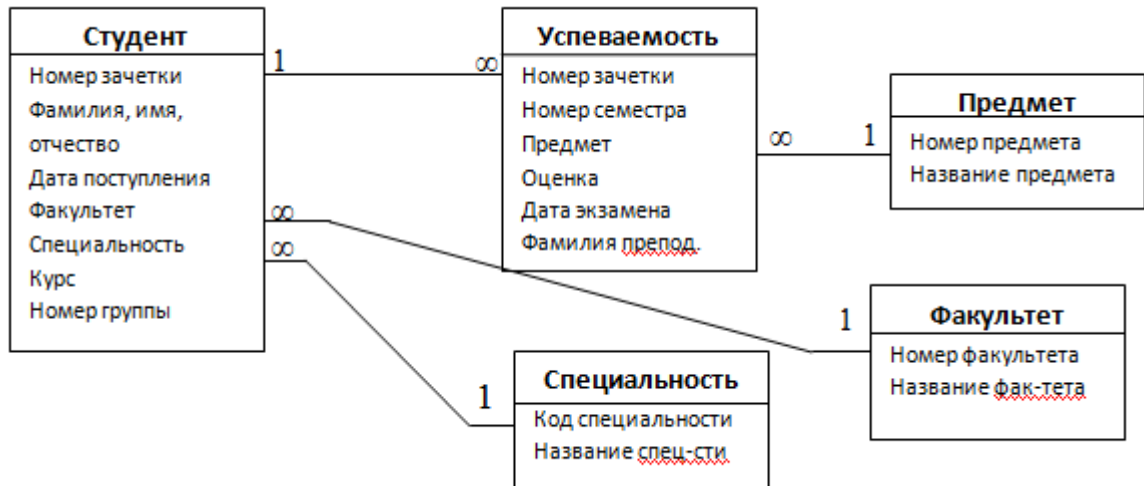 Студент
Номер зачетки
Фамилия, имя,
отчество
Дата поступления
Факультет
Специальность
Курс
Номер группы
1
∞
Успеваемость
Номер зачетки
Номер семестра
Предмет
Оценка
Дата экзамена
Фамилия препод.
∞
1
Предмет
Номер предмета
Название предмета
∞
1
Факультет
Номер факультета
Название фак-тета
∞
1
Специальность
Код специальности
Название спец-сти